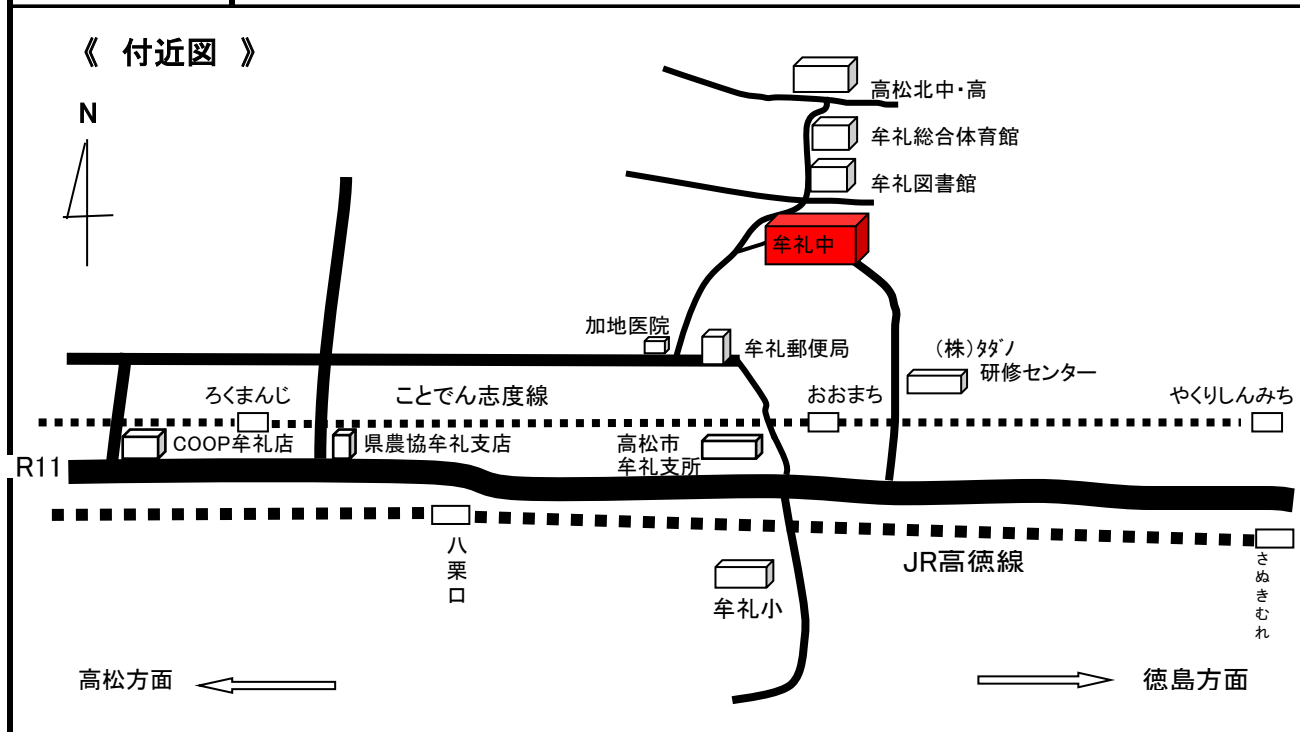 《 付近図 》
N
高松北中・高
牟礼総合体育館
牟礼図書館
牟礼中
加地医院
牟礼郵便局
(株)ﾀﾀﾞﾉ
研修センター
ろくまんじ
ことでん志度線
おおまち
やくりしんみち
COOP牟礼店
県農協牟礼支店
高松市
牟礼支所
R11
八栗口
JR高徳線
さぬきむれ
牟礼小
高松方面
徳島方面